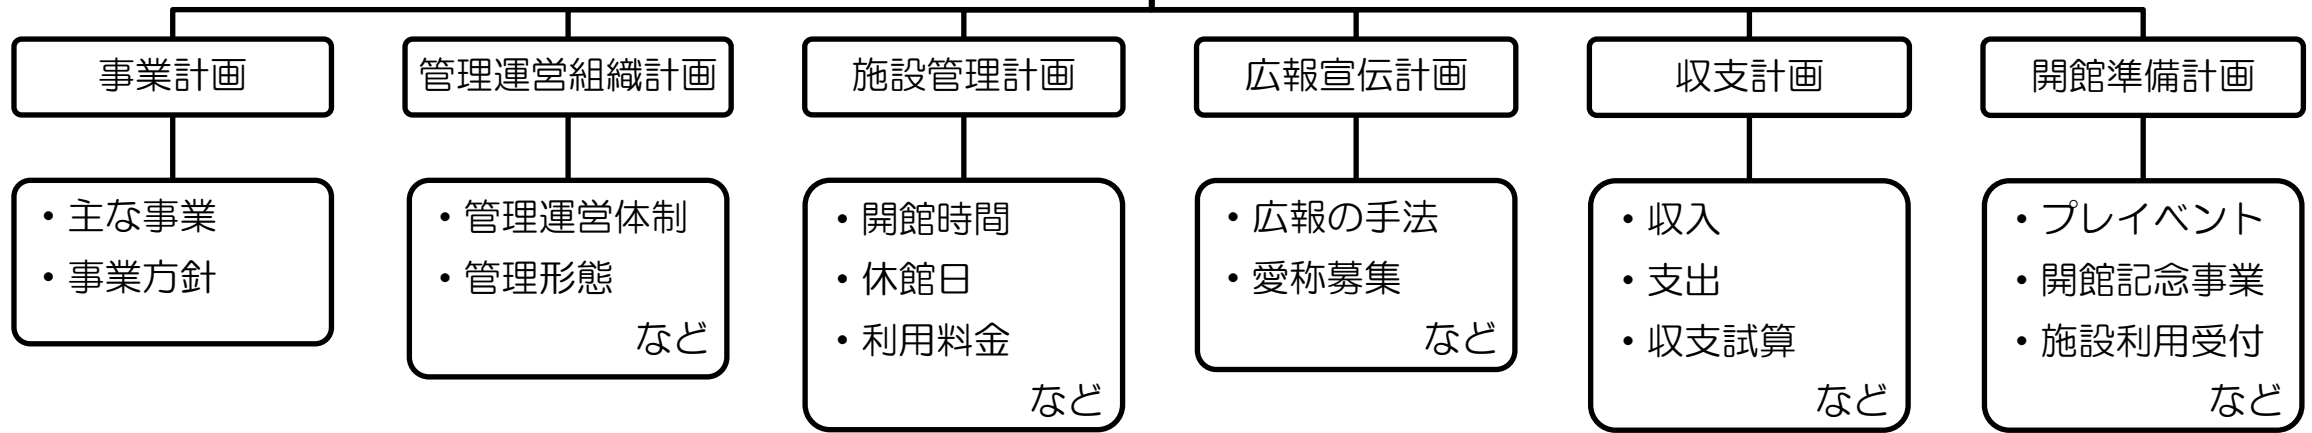 事業計画
・主な事業
・事業方針
管理運営組織計画
・管理運営体制
・管理形態
など
施設管理計画
・開館時間
・休館日
・利用料金
など
広報宣伝計画
・広報の手法
・愛称募集
など
収支計画
・収入
・支出
・収支試算
など
開館準備計画
・プレイベント
・開館記念事業
・施設利用受付
など